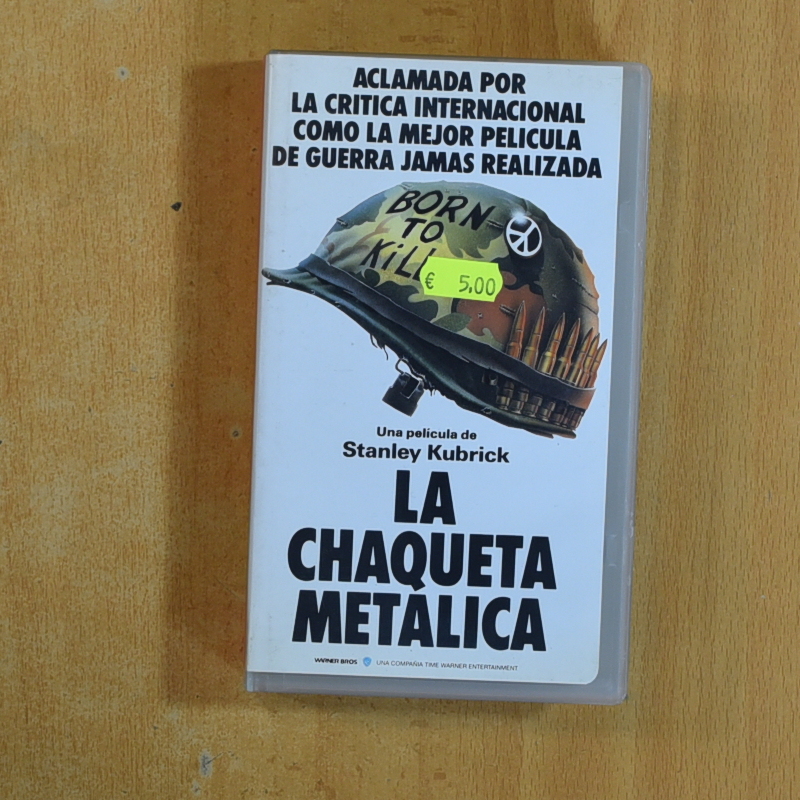 ACLAMADA POR
LA CRITICA INTERNACIONAL
COMO LA MEJOR PELICULA
DE GUERRA JAMAS REALIZADA
BORN
TO
KILL
€ 5.00
Una película de
Stanley Kubrick
LA
CHAQUETA
METÁLICA
WARNER BROS UNA COMPAÑIA TIME WARNER ENTERTAINMENT